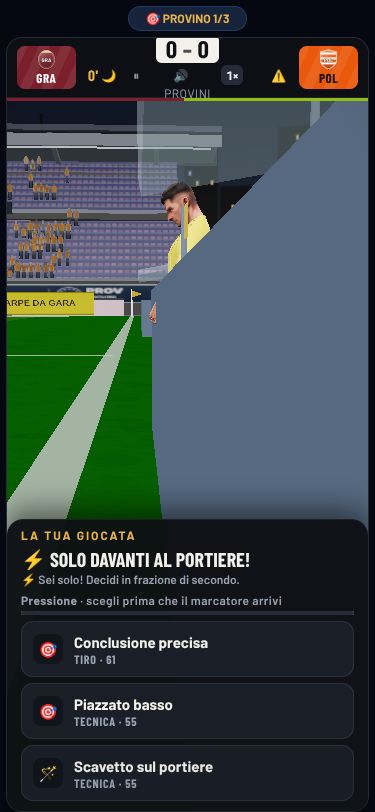 🎯 PROVINO 1/3
GRA
0 - 0
0' 🌙
1×
POL
PROVINI
PROV
ARPE DA GARA
LA TUA GIOCATA
⚡ SOLO DAVANTI AL PORTIERE!
⚡ Sei solo! Decidi in frazione di secondo.
Pressione · scegli prima che il marcatore arrivi
Conclusione precisa
TIRO · 61
Piazzato basso
TECNICA · 55
Scavetto sul portiere
TECNICA · 55